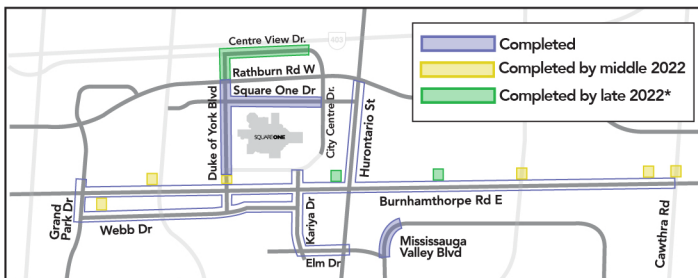 Centre View Dr.
403
Rathburn Rd W
Square One Dr
Duke of York Blvd
SQUARE ONE
City Centre Dr.
Hurontario St
Completed
Completed by middle 2022
Completed by late 2022*
Grand
Park Dr
Webb Dr
Kariya Dr
Elm Dr
Burnhamthorpe Rd E
Mississauga
Valley Blvd
Cawthra Rd